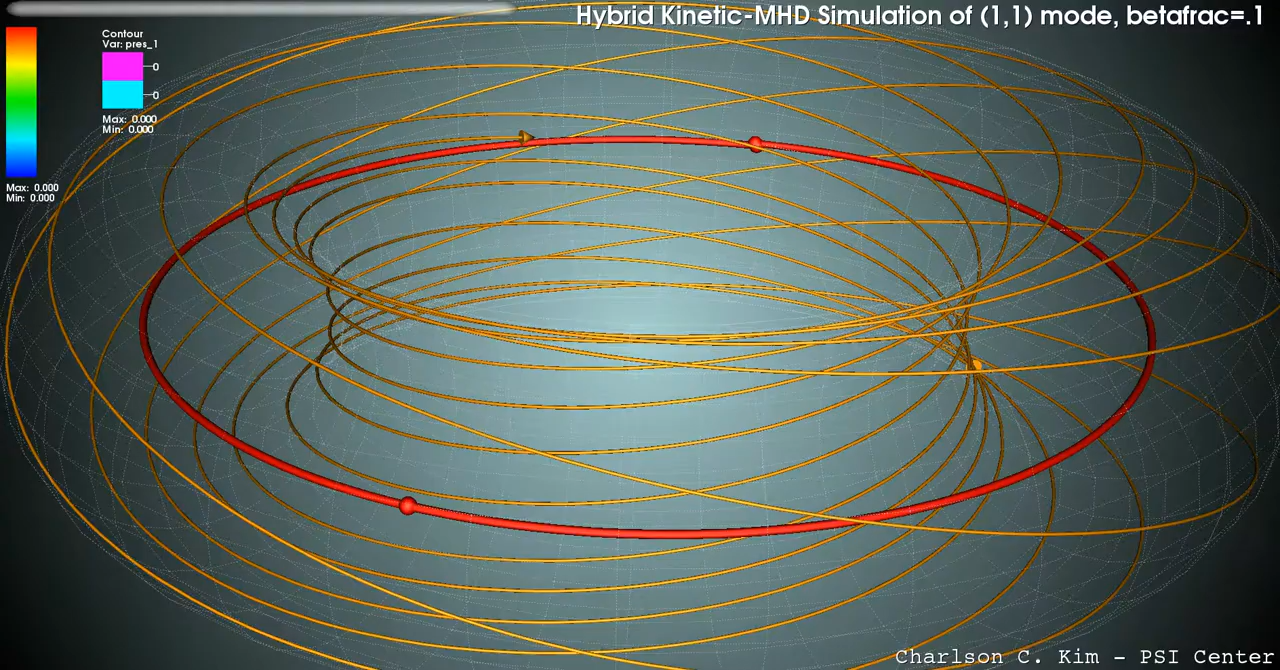 Hybrid Kinetic-MHD Simulation of (1,1) mode, betafrac=.1
Contour
Var: pres_1
0
0
Max: 0.000
Min: 0.000
Max: 0.000
Min: 0.000
Charlson C. Kim - PSI Center